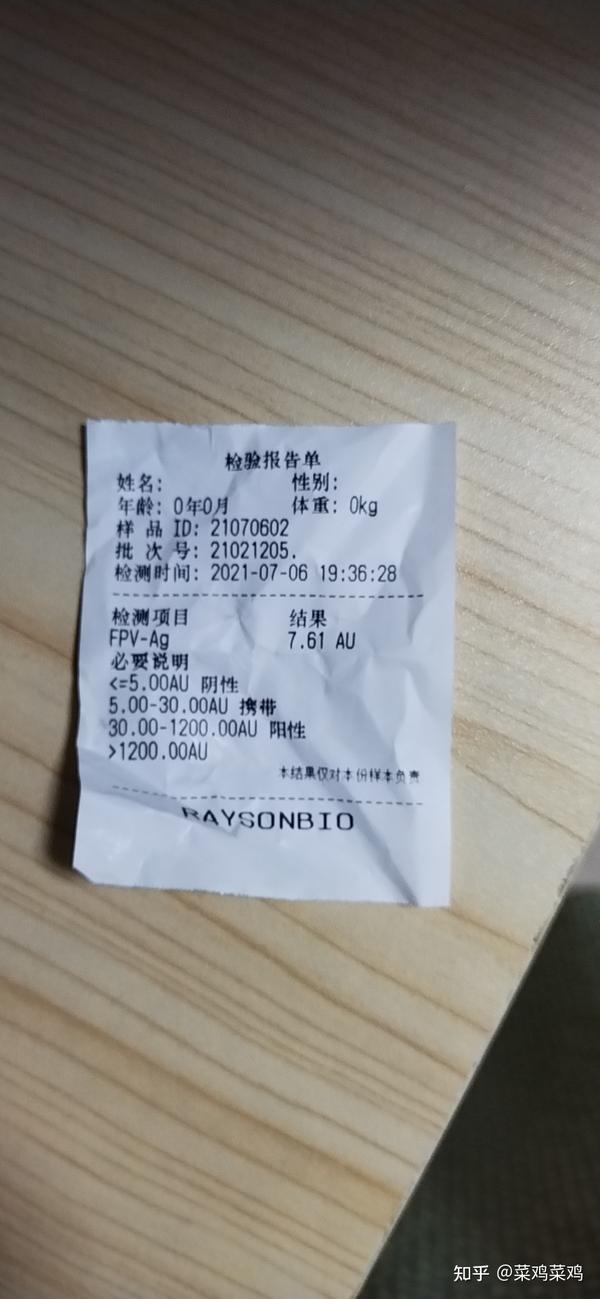 检验报告单
姓名: 性别:
年龄: 0年0月 体重: 0kg
样 品 ID: 21070602
批 次 号: 21021205.
检测时间: 2021-07-06 19:36:28
检测项目 结果
FPV-Ag 7.61 AU
必要说明
<=5.00AU 阴性
5.00-30.00AU 携带
30.00-1200.00AU 阳性
>1200.00AU
本结果仅对本份样本负责
RAYSONBIO
知乎 @菜鸡菜鸡